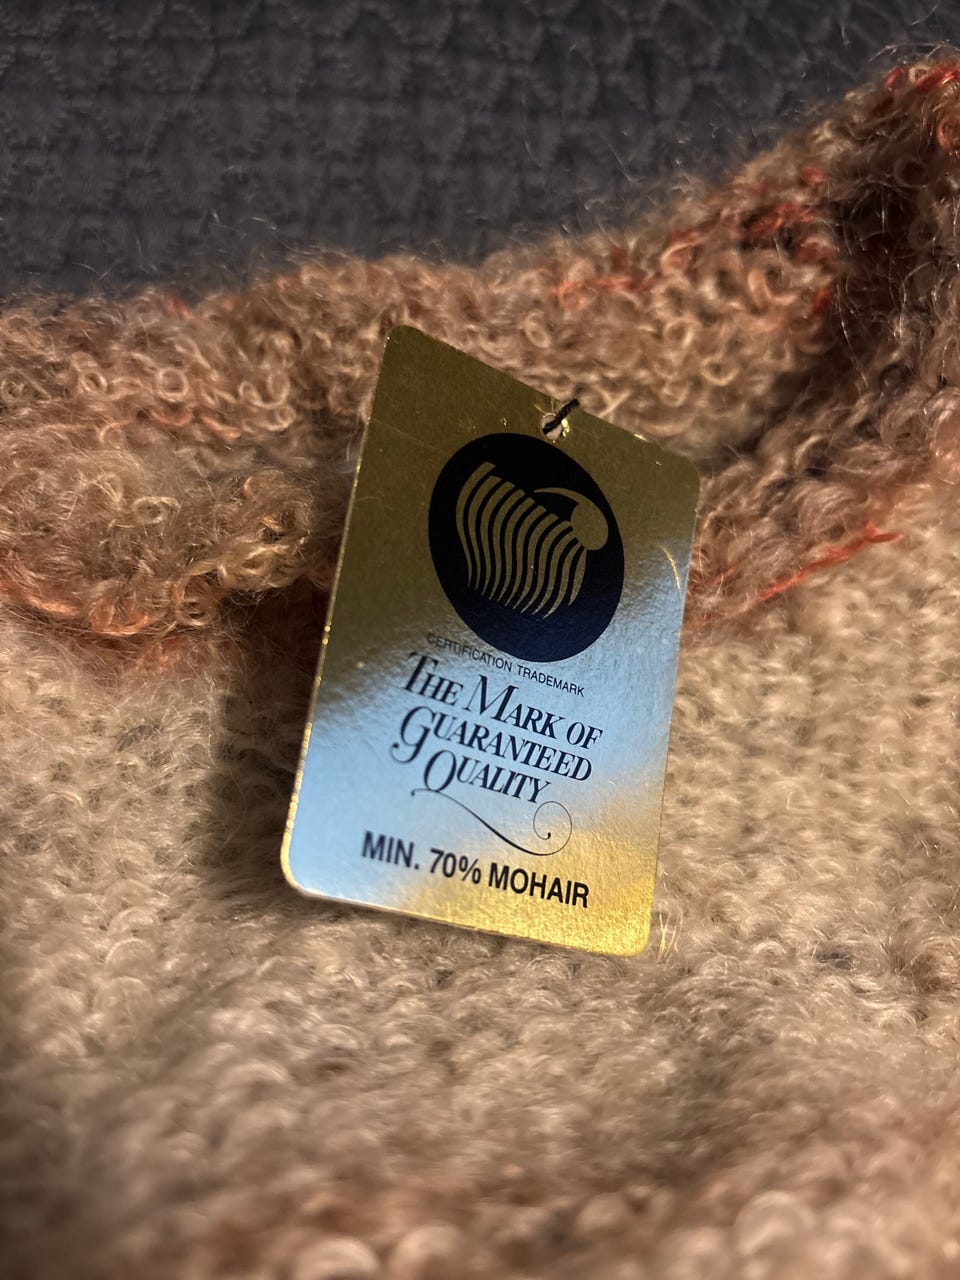 CERTIFICATION TRADEMARK
THE MARK OF
GUARANTEED
QUALITY
MIN. 70% MOHAIR